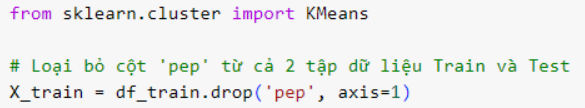 from sklearn.cluster import KMeans
# Loại bỏ cột 'pep' từ cả 2 tập dữ liệu Train và Test
X_train = df_train.drop('pep', axis=1)